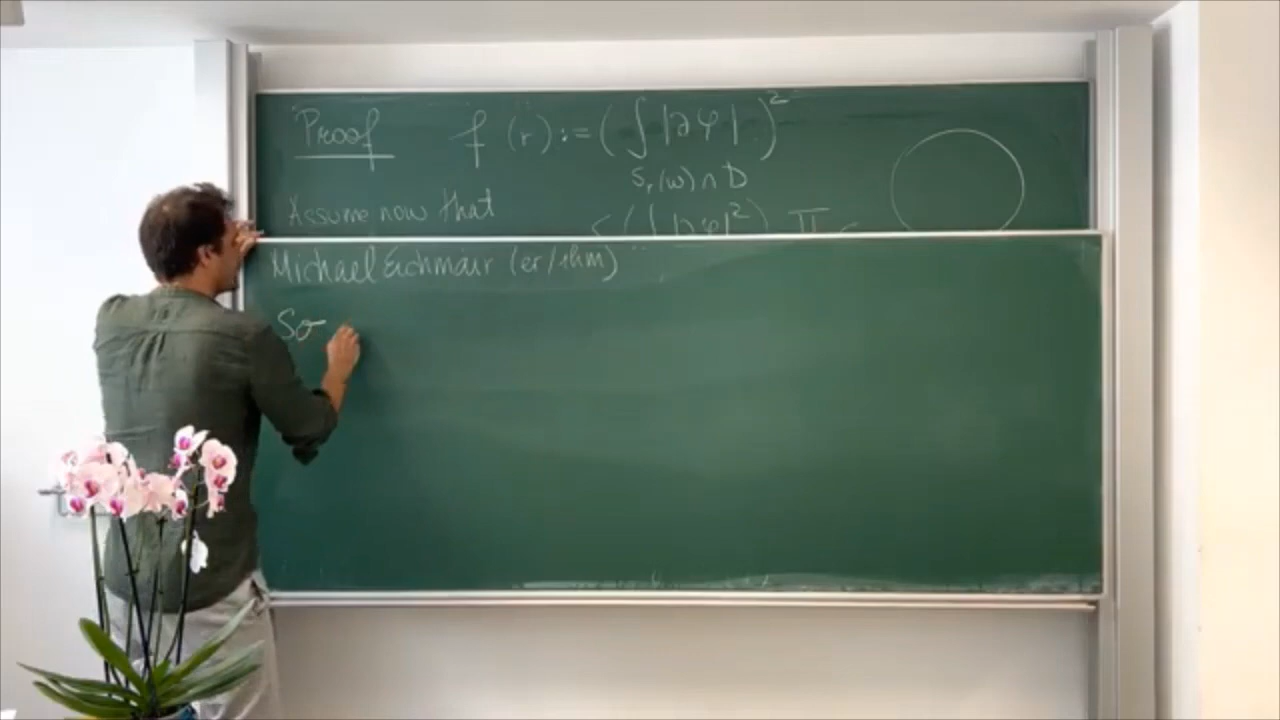 Proof f (r) := (∫ |∂φ| )²
S_r(w) ∩ D
Assume now that
Michael Eichmair (er/ihm)
So